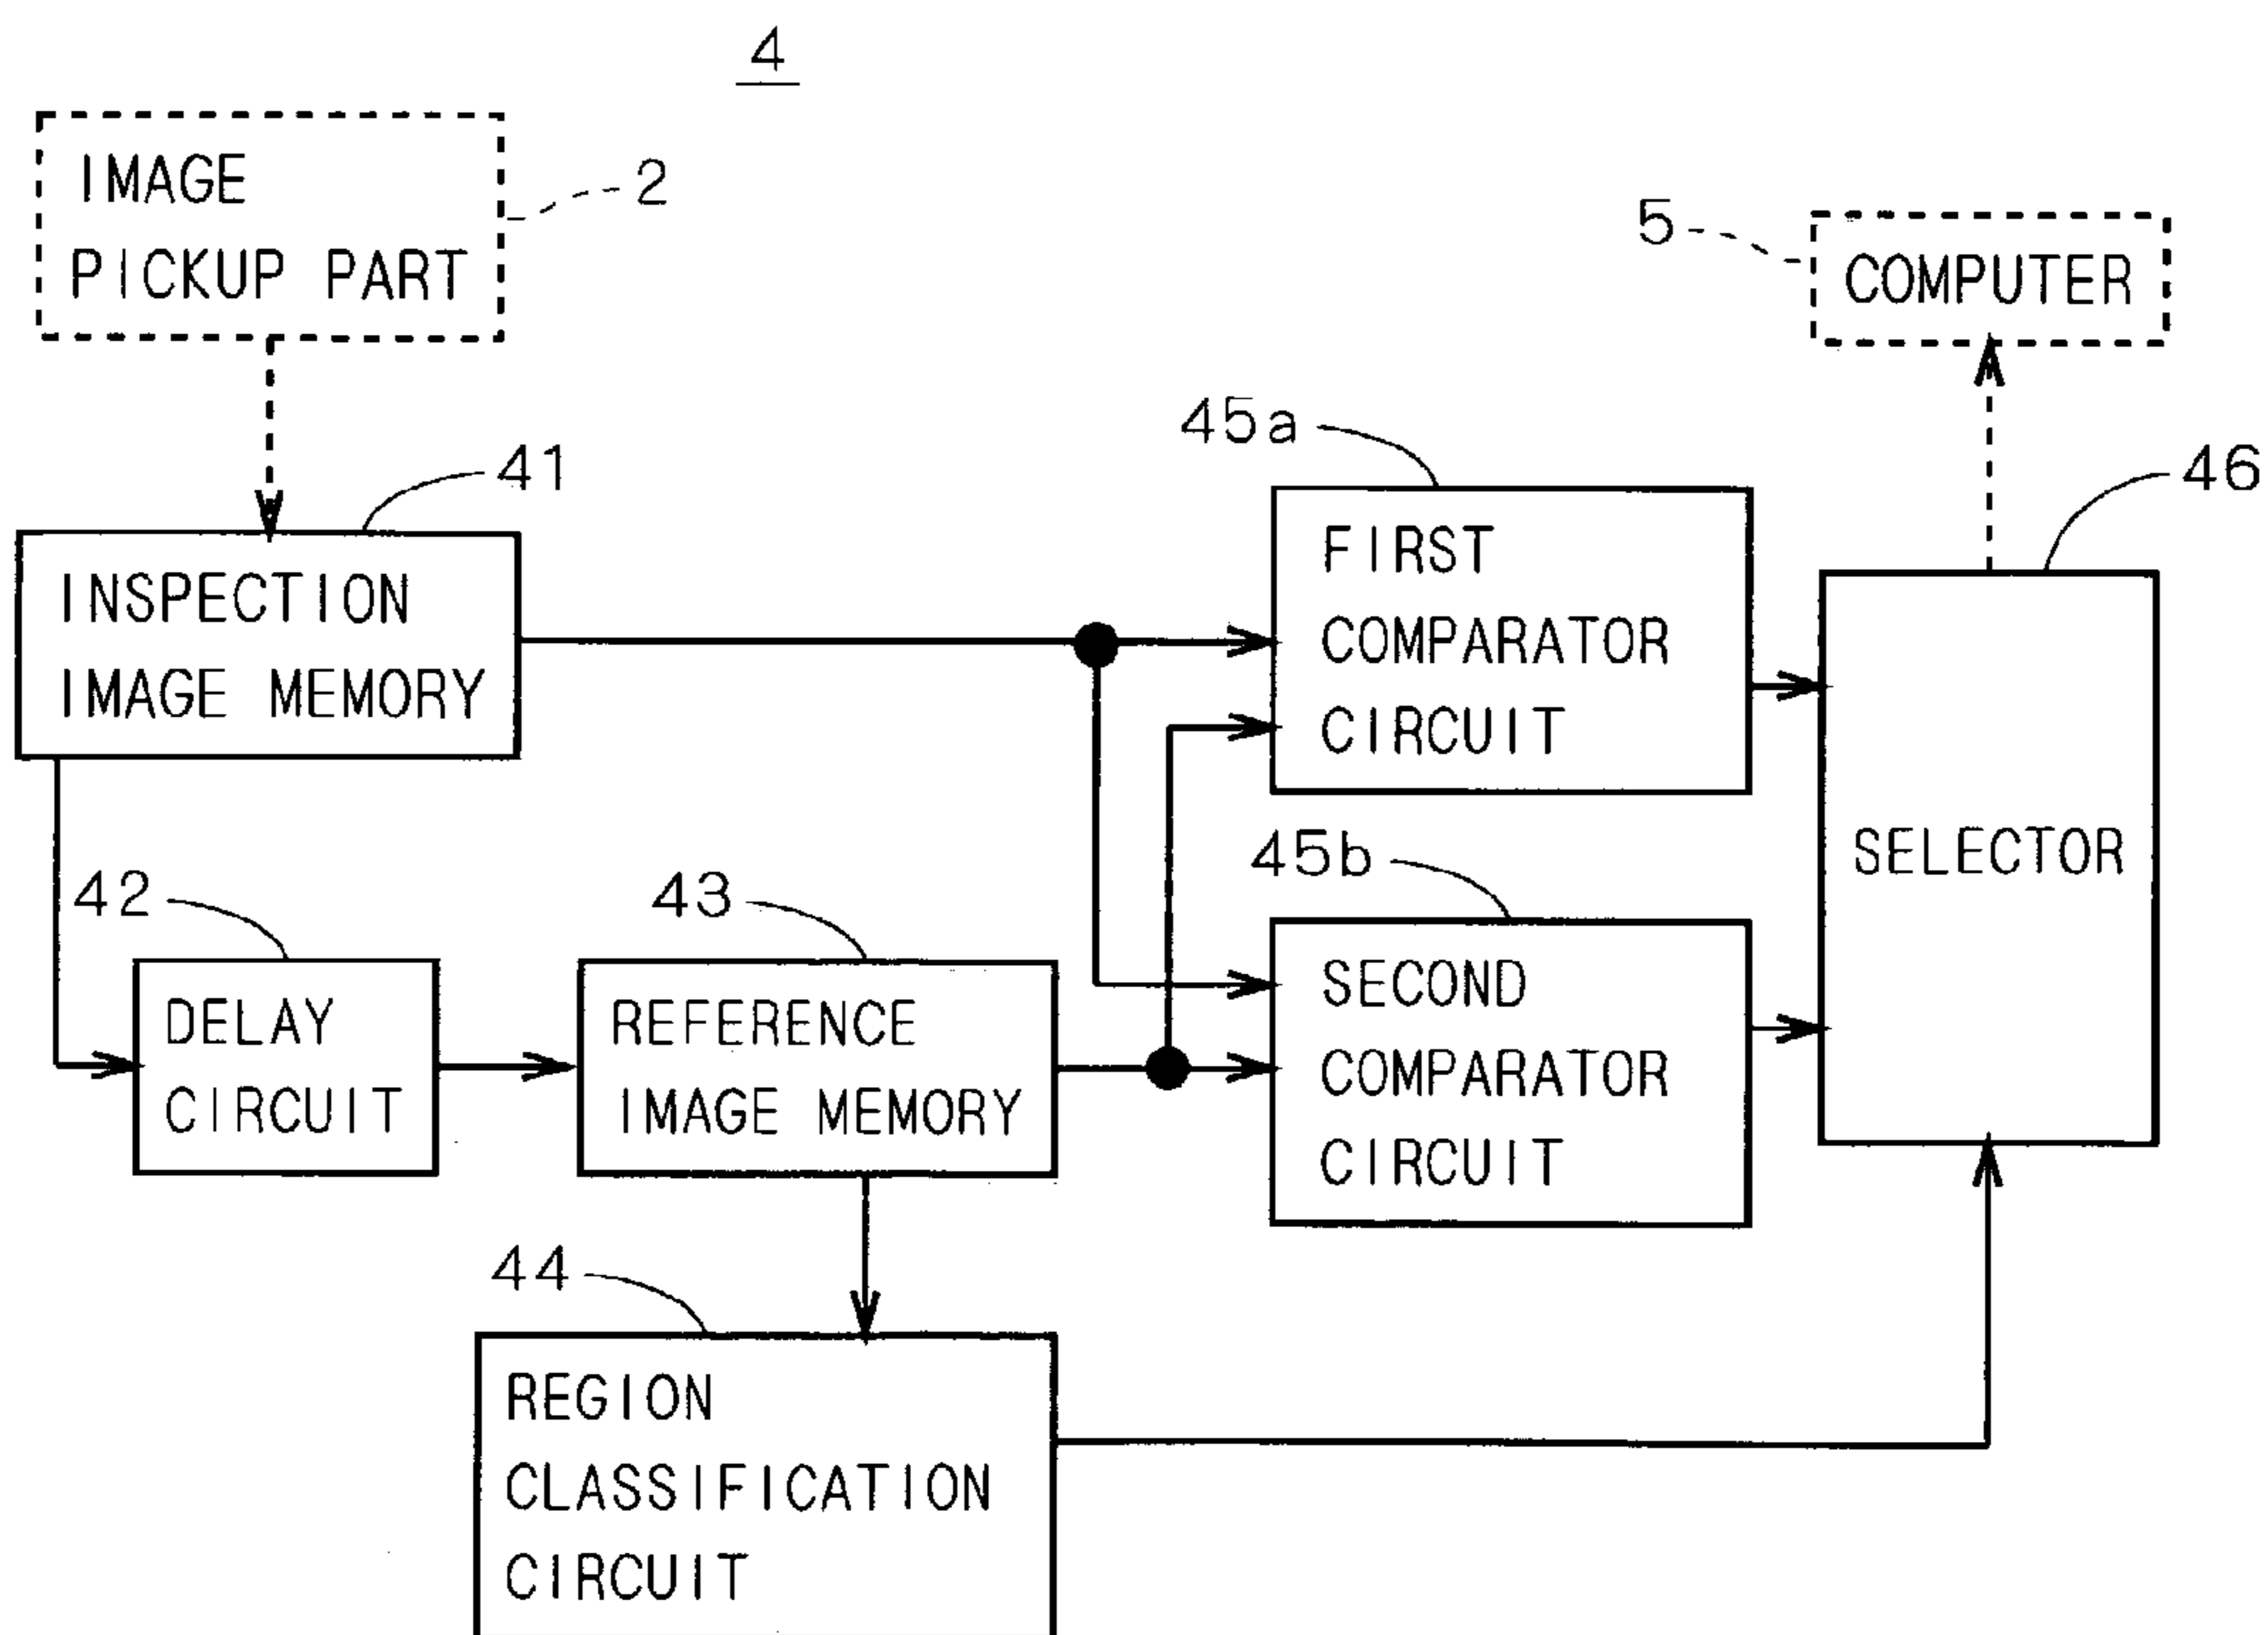 4
IMAGE
PICKUP PART
2
5
COMPUTER
41
INSPECTION
IMAGE MEMORY
45a
FIRST
COMPARATOR
CIRCUIT
46
SELECTOR
42
DELAY
CIRCUIT
43
REFERENCE
IMAGE MEMORY
45b
SECOND
COMPARATOR
CIRCUIT
44
REGION
CLASSIFICATION
CIRCUIT